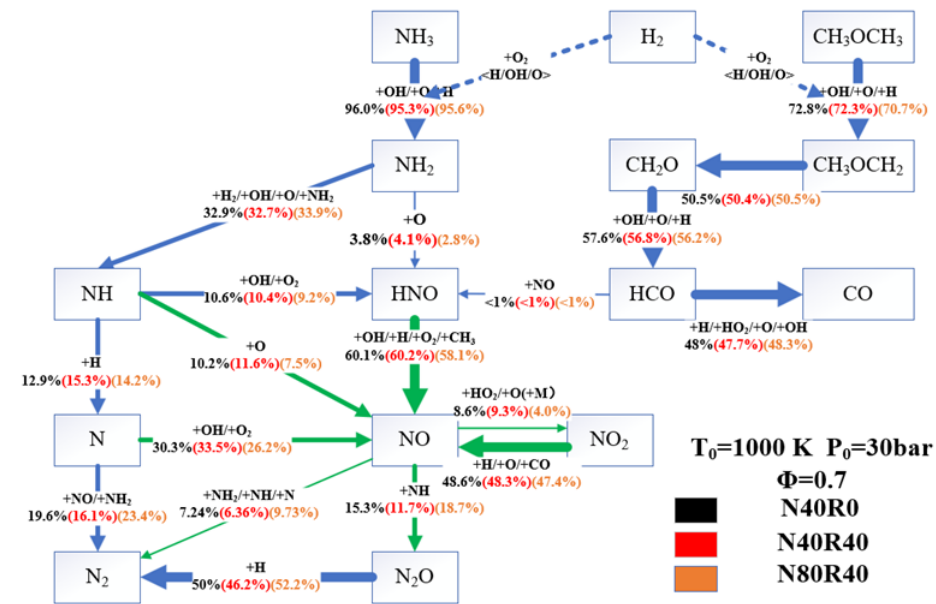 NH3
H2
CH3OCH3
+O2
<H/OH/O>
+O2
<H/OH/O>
+OH/+O/+H
96.0%(95.3%)(95.6%)
+OH/+O/+H
72.8%(72.3%)(70.7%)
NH2
CH2O
CH3OCH2
50.5%(50.4%)(50.5%)
+H2/+OH/+O/+NH2
32.9%(32.7%)(33.9%)
+O
3.8%(4.1%)(2.8%)
+OH/+O/+H
57.6%(56.8%)(56.2%)
NH
+OH/+O2
10.6%(10.4%)(9.2%)
HNO
+NO
<1%(<1%)(<1%)
HCO
CO
+H/+HO2/+O/+OH
48%(47.7%)(48.3%)
+O
10.2%(11.6%)(7.5%)
+OH/+H/+O2/+CH3
60.1%(60.2%)(58.1%)
+H
12.9%(15.3%)(14.2%)
+HO2/+O(+M)
8.6%(9.3%)(4.0%)
N
+OH/+O2
30.3%(33.5%)(26.2%)
NO
NO2
+H/+O/+CO
48.6%(48.3%)(47.4%)
T0=1000 K P0=30bar
Φ=0.7
+NO/+NH2
19.6%(16.1%)(23.4%)
+NH2/+NH/+N
7.24%(6.36%)(9.73%)
+NH
15.3%(11.7%)(18.7%)
N40R0
N40R40
N80R40
N2
+H
50%(46.2%)(52.2%)
N2O